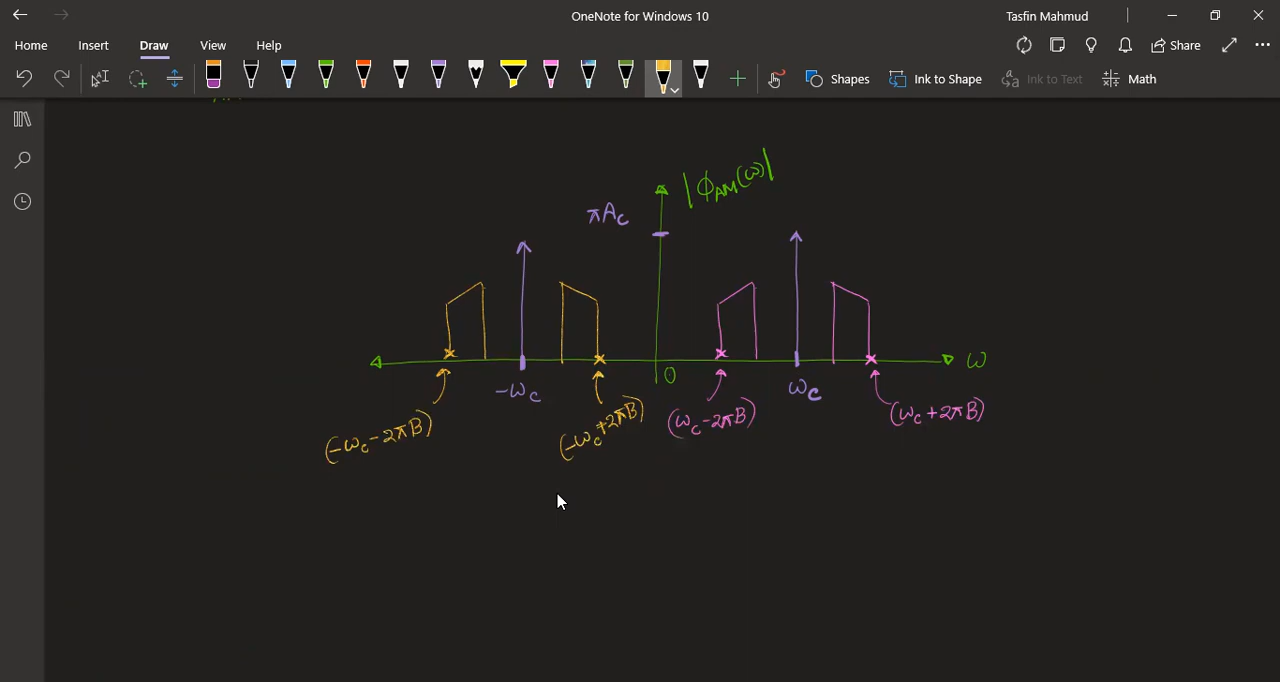 OneNote for Windows 10
Tasfin Mahmud
Home Insert Draw View Help
Share
Shapes
Ink to Shape
Ink to Text
Math
|ΦAM(ω)|
πAc
ω
0
-ωc
ωc
(-ωc-2πB)
(-ωc+2πB)
(ωc-2πB)
(ωc+2πB)